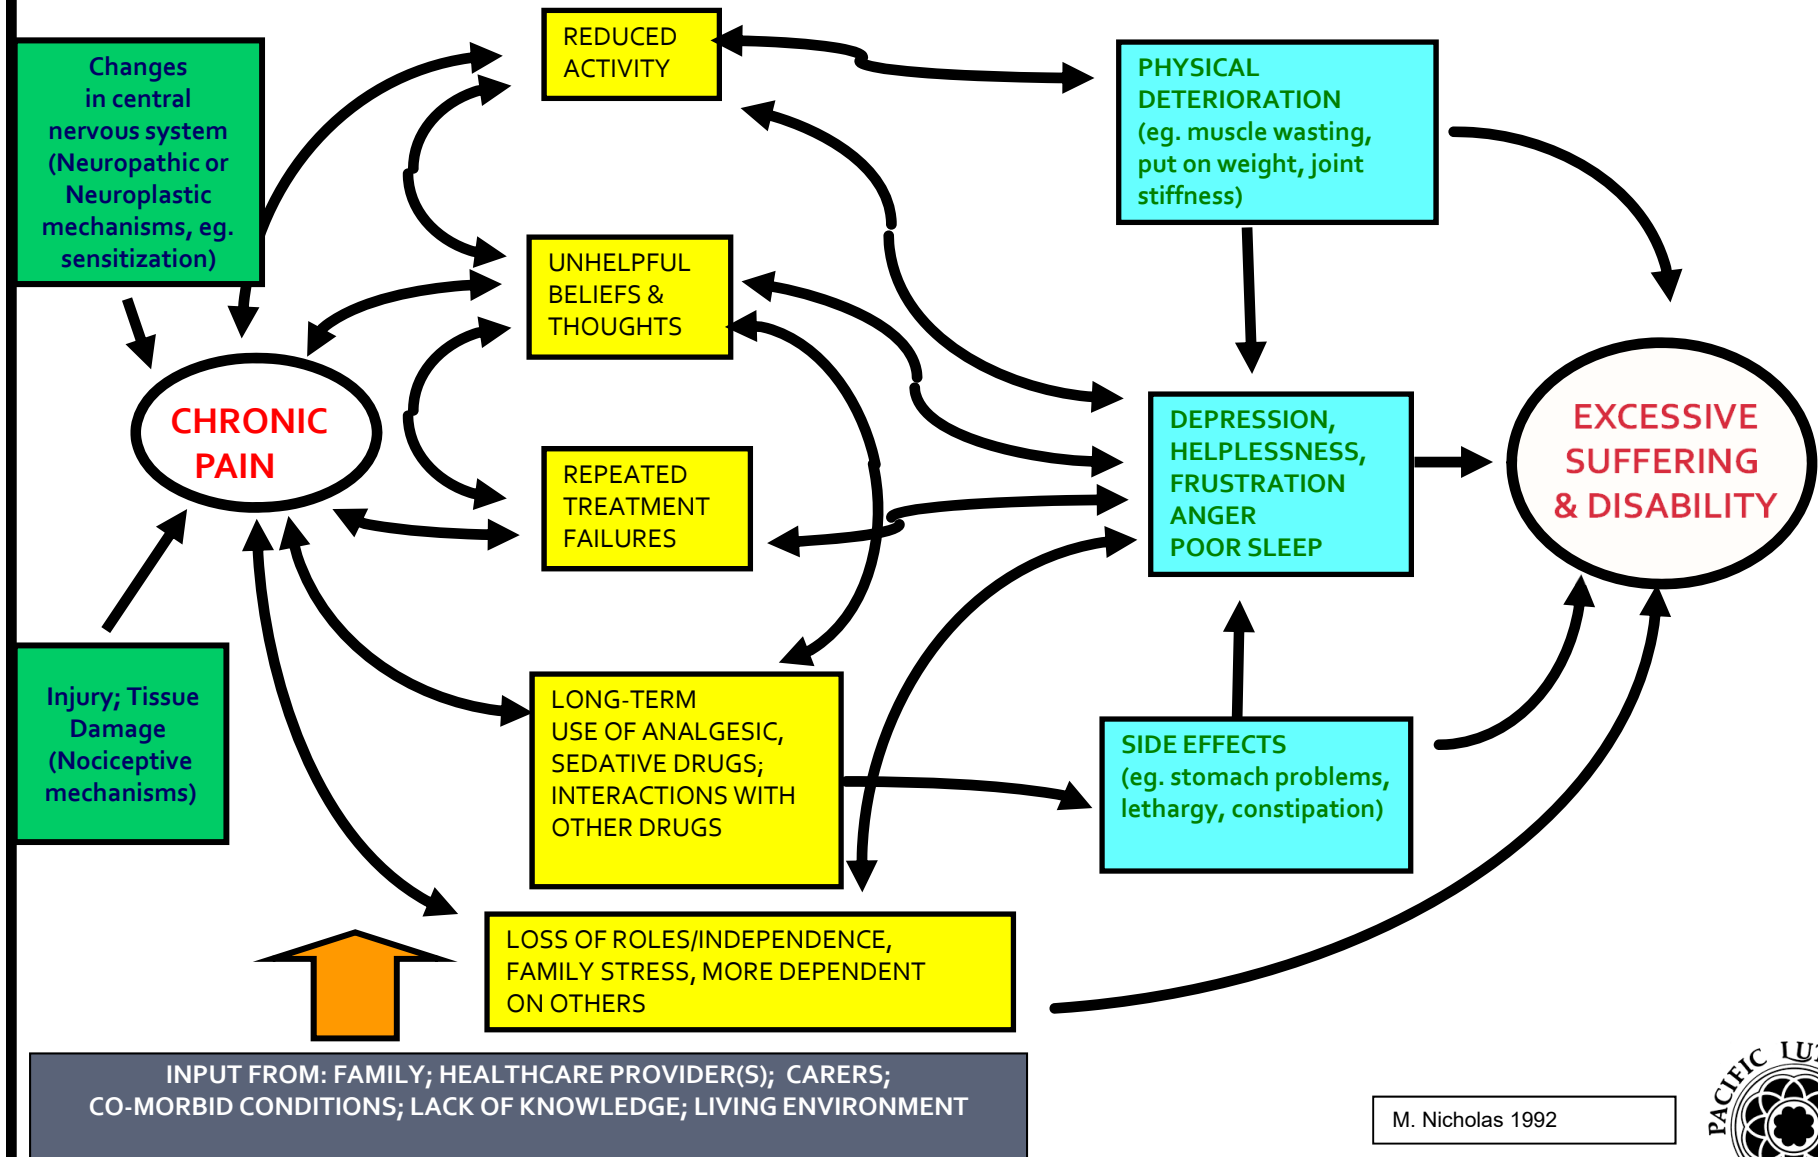 Changes
in central
nervous system
(Neuropathic or
Neuroplastic
mechanisms, eg.
sensitization)
CHRONIC
PAIN
Injury; Tissue
Damage
(Nociceptive
mechanisms)
REDUCED
ACTIVITY
UNHELPFUL
BELIEFS &
THOUGHTS
REPEATED
TREATMENT
FAILURES
LONG-TERM
USE OF ANALGESIC,
SEDATIVE DRUGS;
INTERACTIONS WITH
OTHER DRUGS
LOSS OF ROLES/INDEPENDENCE,
FAMILY STRESS, MORE DEPENDENT
ON OTHERS
PHYSICAL
DETERIORATION
(eg. muscle wasting,
put on weight, joint
stiffness)
DEPRESSION,
HELPLESSNESS,
FRUSTRATION
ANGER
POOR SLEEP
SIDE EFFECTS
(eg. stomach problems,
lethargy, constipation)
EXCESSIVE
SUFFERING
& DISABILITY
INPUT FROM: FAMILY; HEALTHCARE PROVIDER(S); CARERS;
CO-MORBID CONDITIONS; LACK OF KNOWLEDGE; LIVING ENVIRONMENT
M. Nicholas 1992
PACIFIC